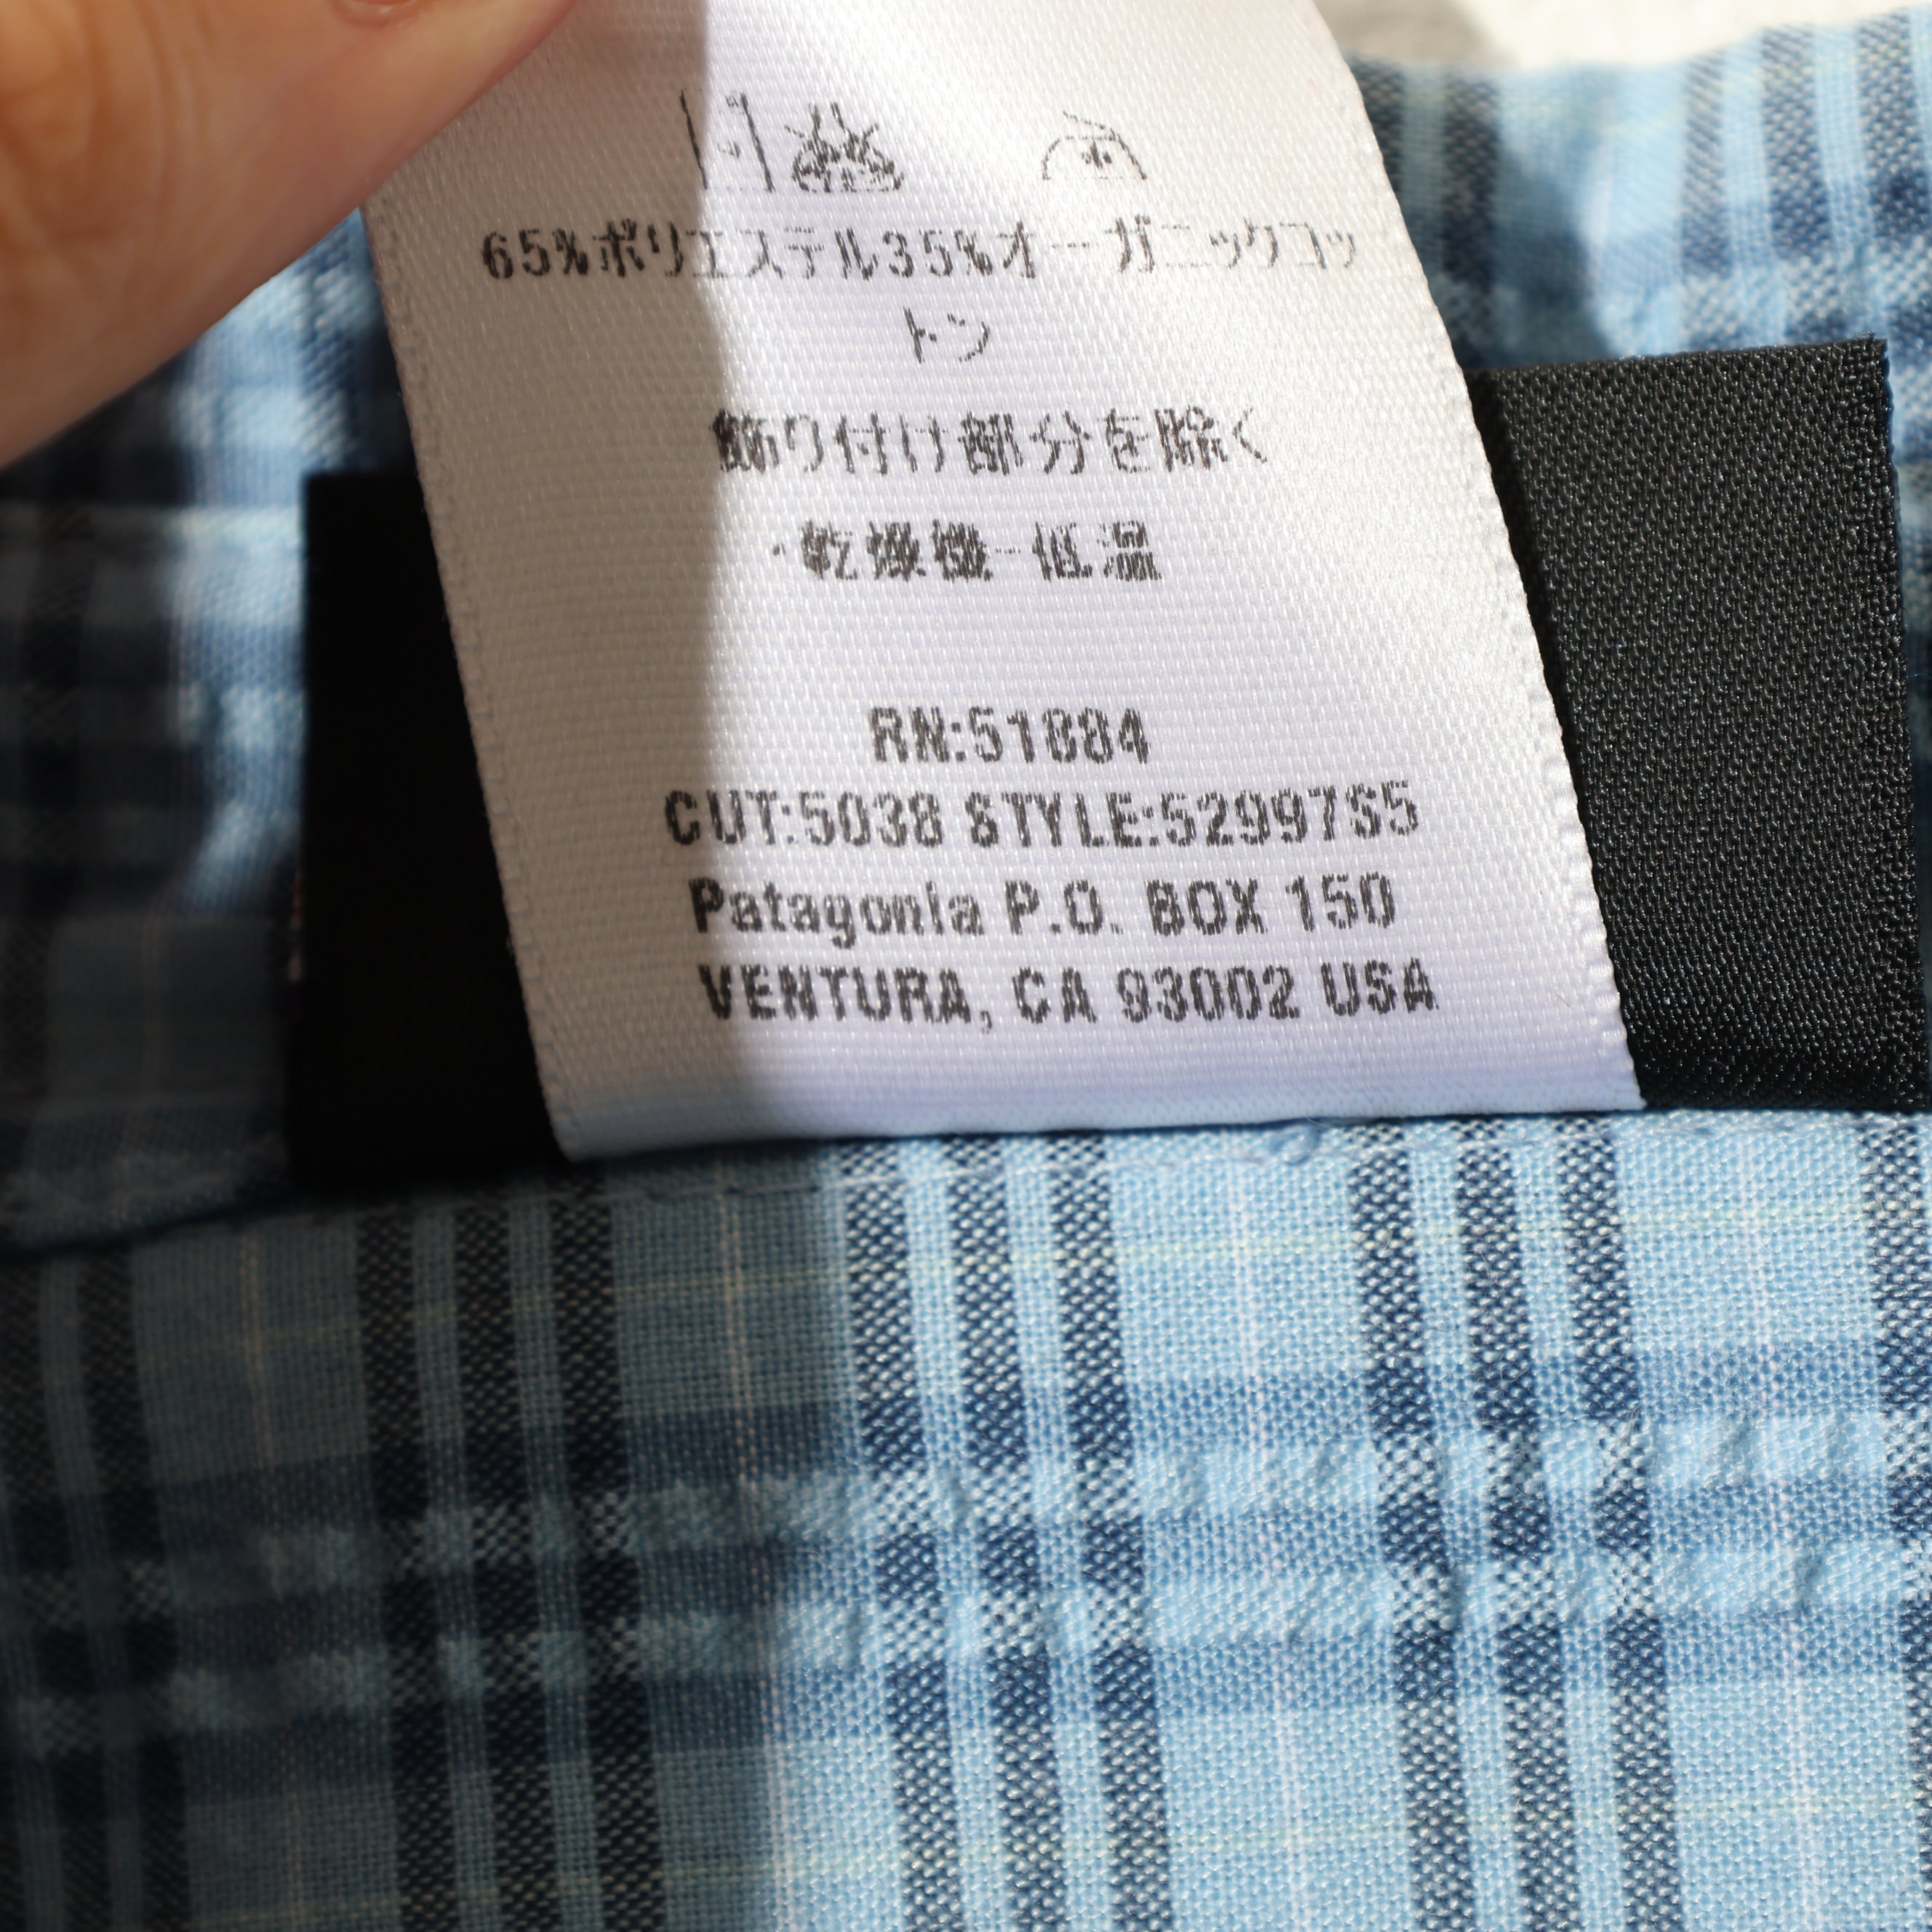 65%ポリエステル35%オーガニックコッ
トン
飾り付け部分を除く
・乾燥機-低温
RN:51884
CUT:5038 STYLE:52997S5
Patagonia P.O. BOX 150
VENTURA, CA 93002 USA